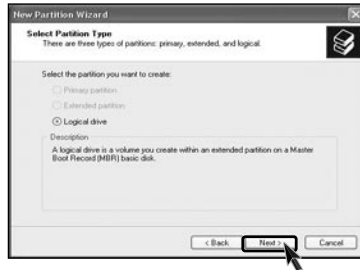 New Partition Wizard
Select Partition Type
There are three types of partitions: primary, extended, and logical.
Select the partition you want to create:
Primary partition
Extended partition
Logical drive
Description
A logical drive is a volume you create within an extended partition on a Master
Boot Record (MBR) basic disk.
< Back Next > Cancel